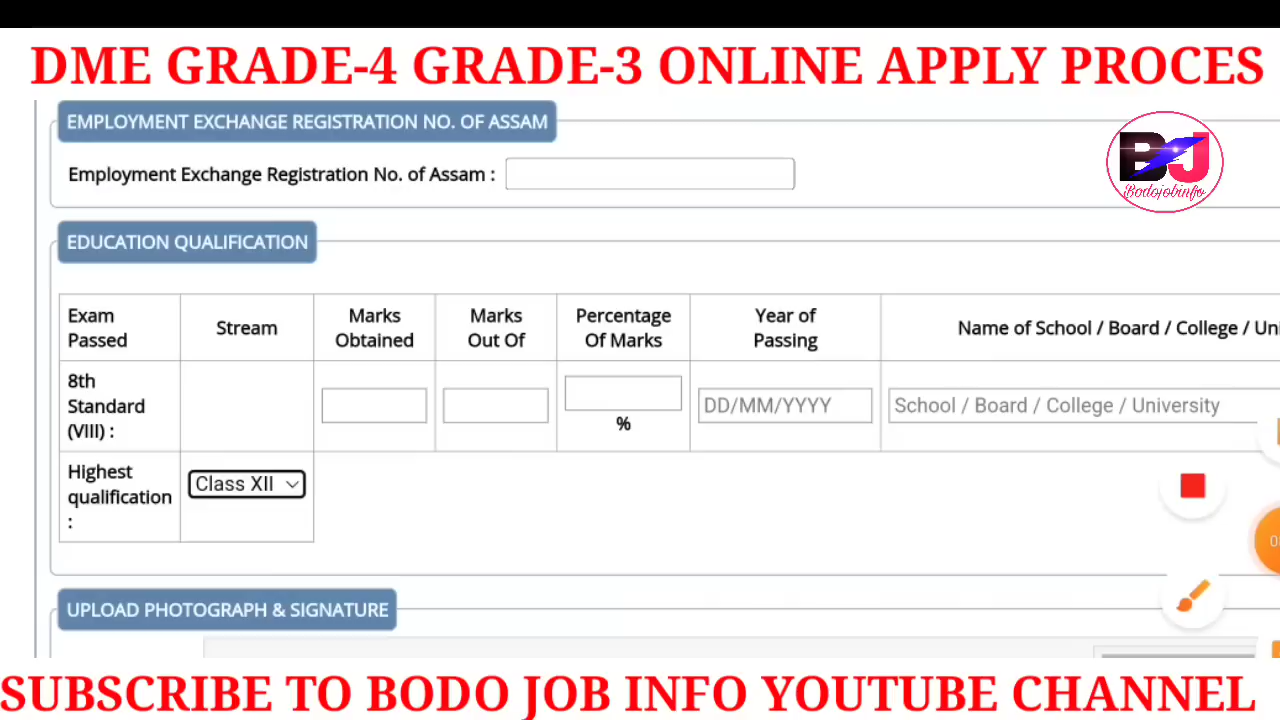 DME GRADE-4 GRADE-3 ONLINE APPLY PROCES
EMPLOYMENT EXCHANGE REGISTRATION NO. OF ASSAM
Employment Exchange Registration No. of Assam :
BJ
Bodojobinfo
EDUCATION QUALIFICATION
Exam Passed
Stream
Marks Obtained
Marks Out Of
Percentage Of Marks
Year of Passing
Name of School / Board / College / Uni
8th Standard (VIII) :
%
DD/MM/YYYY
School / Board / College / University
Highest qualification :
Class XII
UPLOAD PHOTOGRAPH & SIGNATURE
SUBSCRIBE TO BODO JOB INFO YOUTUBE CHANNEL